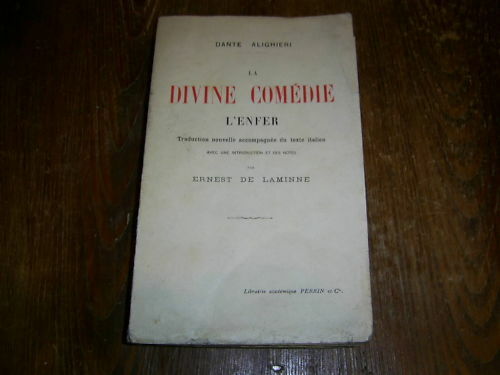 DANTE ALIGHIERI
LA
DIVINE COMÉDIE
L'ENFER
Traduction nouvelle accompagnée du texte italien
AVEC UNE INTRODUCTION ET DES NOTES
PAR
ERNEST DE LAMINNE
Librairie académique PERRIN et Cie.